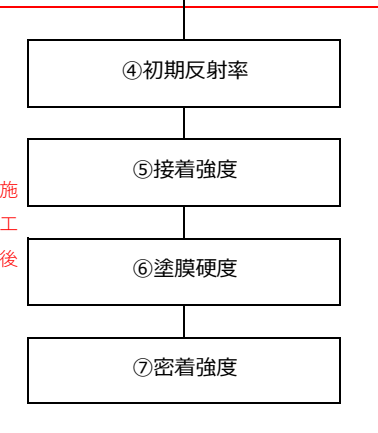 ④初期反射率
⑤接着強度
施工後
⑥塗膜硬度
⑦密着強度